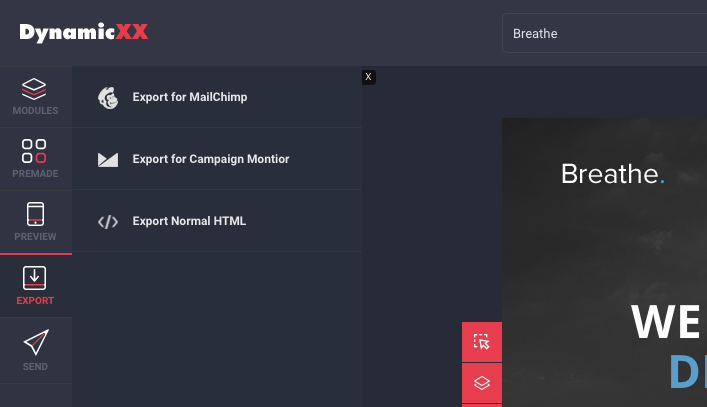 DynamicXX
Breathe
X
MODULES
Export for MailChimp
Export for Campaign Montior
PREMADE
Export Normal HTML
PREVIEW
EXPORT
SEND
Breathe.
WE